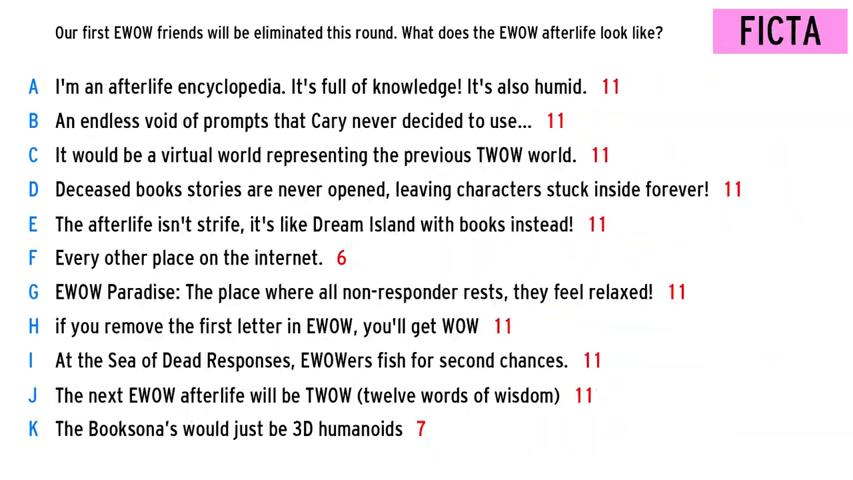 Our first EWOW friends will be eliminated this round. What does the EWOW afterlife look like?
FICTA
A I'm an afterlife encyclopedia. It's full of knowledge! It's also humid. 11
B An endless void of prompts that Cary never decided to use... 11
C It would be a virtual world representing the previous TWOW world. 11
D Deceased books stories are never opened, leaving characters stuck inside forever! 11
E The afterlife isn't strife, it's like Dream Island with books instead! 11
F Every other place on the internet. 6
G EWOW Paradise: The place where all non-responder rests, they feel relaxed! 11
H if you remove the first letter in EWOW, you'll get WOW 11
I At the Sea of Dead Responses, EWOWers fish for second chances. 11
J The next EWOW afterlife will be TWOW (twelve words of wisdom) 11
K The Booksona’s would just be 3D humanoids 7